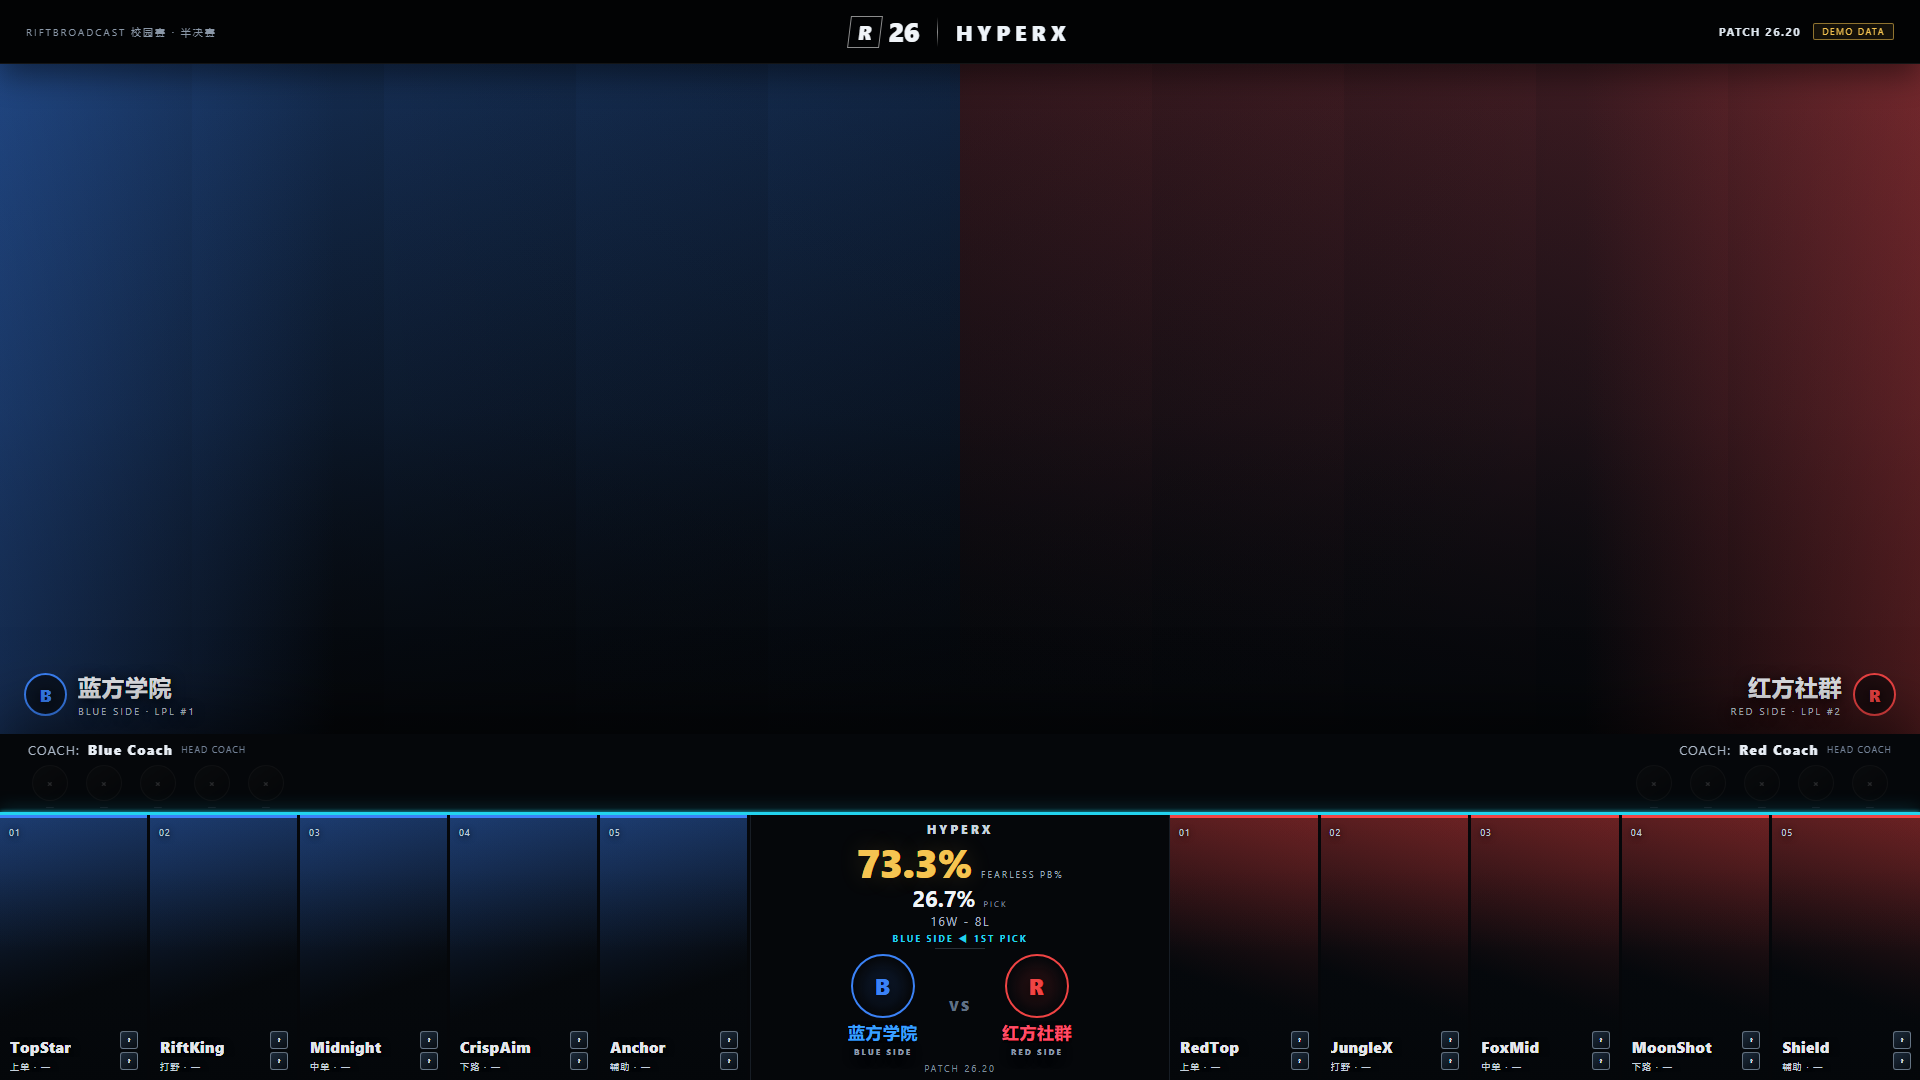 RIFTBROADCAST 校园赛 · 半决赛
R 26 HYPERX
PATCH 26.20 DEMO DATA
B 蓝方学院
BLUE SIDE · LPL #1
红方社群 R
RED SIDE · LPL #2
COACH: Blue Coach HEAD COACH
COACH: Red Coach HEAD COACH
01
TopStar
上单 · —
02
RiftKing
打野 · —
03
Midnight
中单 · —
04
CrispAim
下路 · —
05
Anchor
辅助 · —
HYPERX
73.3% FEARLESS PB%
26.7% PICK
16W - 8L
BLUE SIDE ◀ 1ST PICK
B
蓝方学院
BLUE SIDE
VS
R
红方社群
RED SIDE
PATCH 26.20
01
RedTop
上单 · —
02
JungleX
打野 · —
03
FoxMid
中单 · —
04
MoonShot
下路 · —
05
Shield
辅助 · —